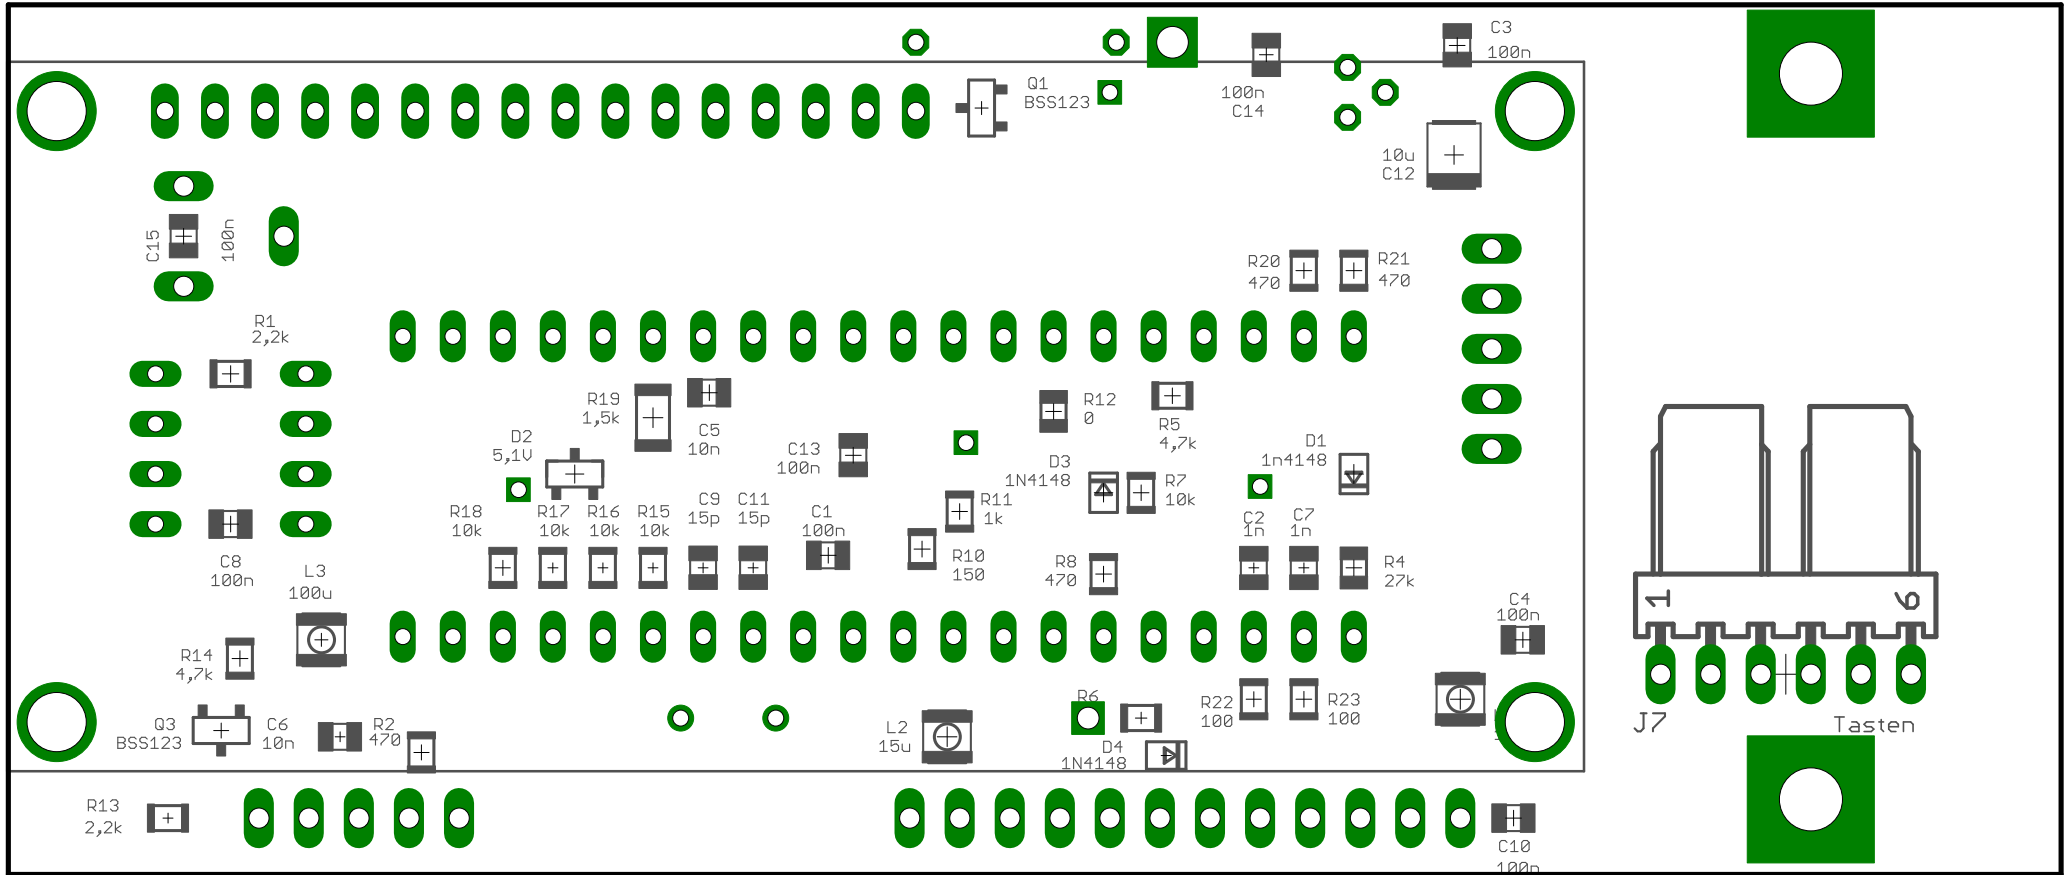 C3
100n
Q1
BSS123
100n
C14
10u
C12
C15
100n
R20
470
R21
470
R1
2,2k
R19
1,5k
C5
10n
R12
0
R5
4,7k
D2
5,1V
C13
100n
D3
1N4148
D1
1n4148
R7
10k
R18
10k
R17
10k
R16
10k
R15
10k
C9
15p
C11
15p
C1
100n
R11
1k
R10
150
C2
1n
C7
1n
R8
470
R4
27k
C8
100n
L3
100u
1
6
C4
100n
R14
4,7k
R6
R22
100
R23
100
Q3
BSS123
C6
10n
R2
470
L2
15u
D4
1N4148
J7
Tasten
R13
2,2k
C10
100n